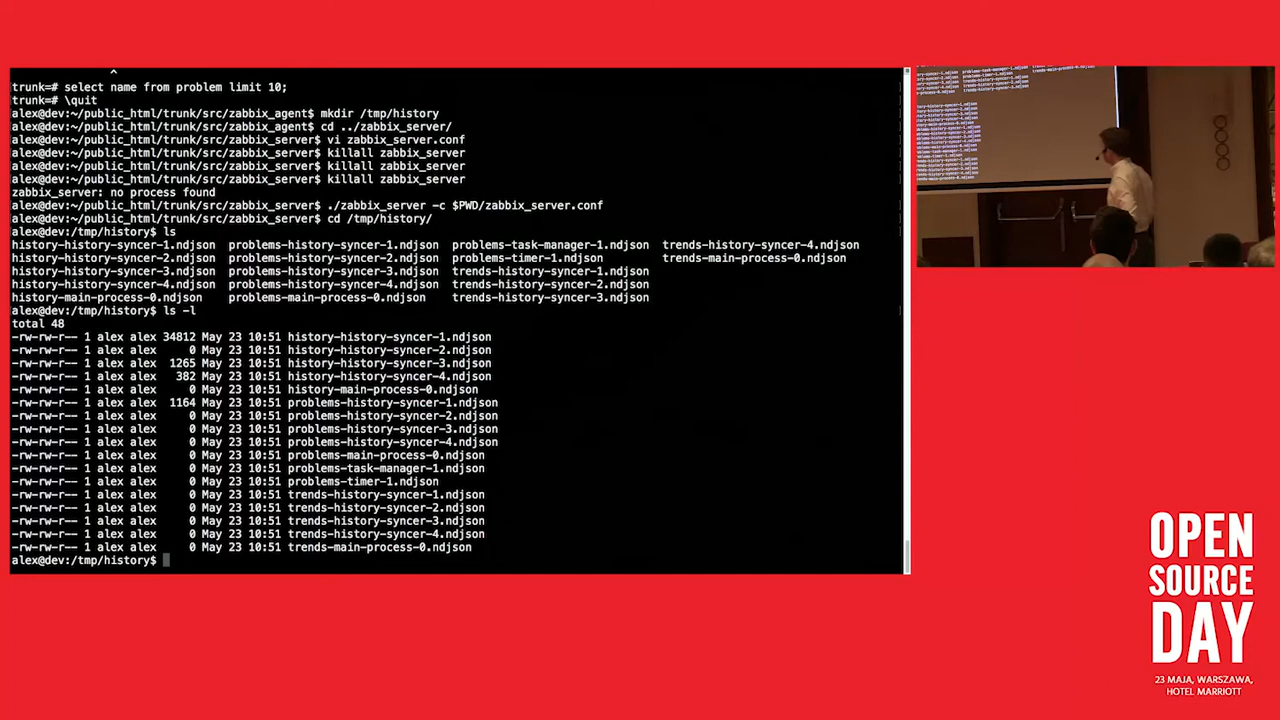 ^
trunk=# select name from problem limit 10;
trunk=# \quit
alex@dev:~/public_html/trunk/src/zabbix_agent$ mkdir /tmp/history
alex@dev:~/public_html/trunk/src/zabbix_agent$ cd ../zabbix_server/
alex@dev:~/public_html/trunk/src/zabbix_server$ vi zabbix_server.conf
alex@dev:~/public_html/trunk/src/zabbix_server$ killall zabbix_server
alex@dev:~/public_html/trunk/src/zabbix_server$ killall zabbix_server
alex@dev:~/public_html/trunk/src/zabbix_server$ killall zabbix_server
zabbix_server: no process found
alex@dev:~/public_html/trunk/src/zabbix_server$ ./zabbix_server -c $PWD/zabbix_server.conf
alex@dev:~/public_html/trunk/src/zabbix_server$ cd /tmp/history/
alex@dev:/tmp/history$ ls
history-history-syncer-1.ndjson problems-history-syncer-1.ndjson problems-task-manager-1.ndjson trends-history-syncer-4.ndjson
history-history-syncer-2.ndjson problems-history-syncer-2.ndjson problems-timer-1.ndjson trends-main-process-0.ndjson
history-history-syncer-3.ndjson problems-history-syncer-3.ndjson trends-history-syncer-1.ndjson
history-history-syncer-4.ndjson problems-history-syncer-4.ndjson trends-history-syncer-2.ndjson
history-main-process-0.ndjson problems-main-process-0.ndjson trends-history-syncer-3.ndjson
alex@dev:/tmp/history$ ls -l
total 48
-rw-rw-r-- 1 alex alex 34812 May 23 10:51 history-history-syncer-1.ndjson
-rw-rw-r-- 1 alex alex 0 May 23 10:51 history-history-syncer-2.ndjson
-rw-rw-r-- 1 alex alex 1265 May 23 10:51 history-history-syncer-3.ndjson
-rw-rw-r-- 1 alex alex 382 May 23 10:51 history-history-syncer-4.ndjson
-rw-rw-r-- 1 alex alex 0 May 23 10:51 history-main-process-0.ndjson
-rw-rw-r-- 1 alex alex 1164 May 23 10:51 problems-history-syncer-1.ndjson
-rw-rw-r-- 1 alex alex 0 May 23 10:51 problems-history-syncer-2.ndjson
-rw-rw-r-- 1 alex alex 0 May 23 10:51 problems-history-syncer-3.ndjson
-rw-rw-r-- 1 alex alex 0 May 23 10:51 problems-history-syncer-4.ndjson
-rw-rw-r-- 1 alex alex 0 May 23 10:51 problems-main-process-0.ndjson
-rw-rw-r-- 1 alex alex 0 May 23 10:51 problems-task-manager-1.ndjson
-rw-rw-r-- 1 alex alex 0 May 23 10:51 problems-timer-1.ndjson
-rw-rw-r-- 1 alex alex 0 May 23 10:51 trends-history-syncer-1.ndjson
-rw-rw-r-- 1 alex alex 0 May 23 10:51 trends-history-syncer-2.ndjson
-rw-rw-r-- 1 alex alex 0 May 23 10:51 trends-history-syncer-3.ndjson
-rw-rw-r-- 1 alex alex 0 May 23 10:51 trends-history-syncer-4.ndjson
-rw-rw-r-- 1 alex alex 0 May 23 10:51 trends-main-process-0.ndjson
alex@dev:/tmp/history$
OPEN
SOURCE
DAY
23 MAJA, WARSZAWA,
HOTEL MARRIOTT